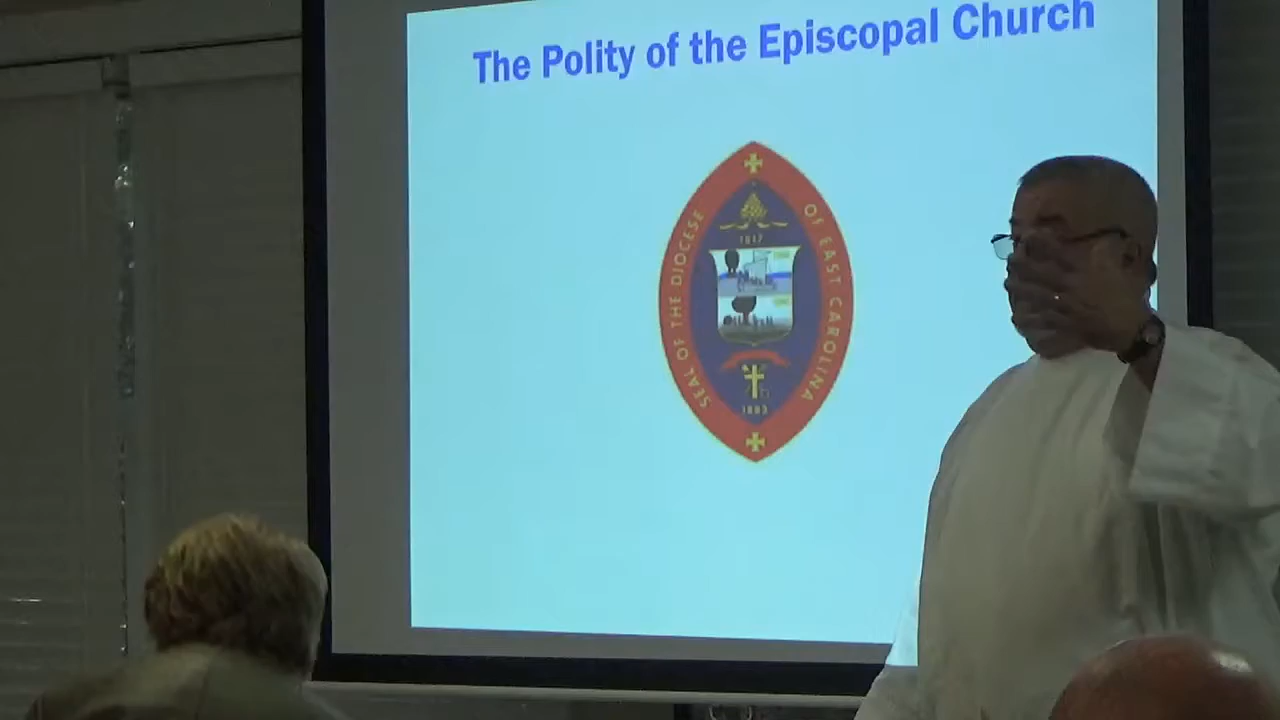 The Polity of the Episcopal Church
SEAL OF THE DIOCESE OF EAST CAROLINA
1817
1883